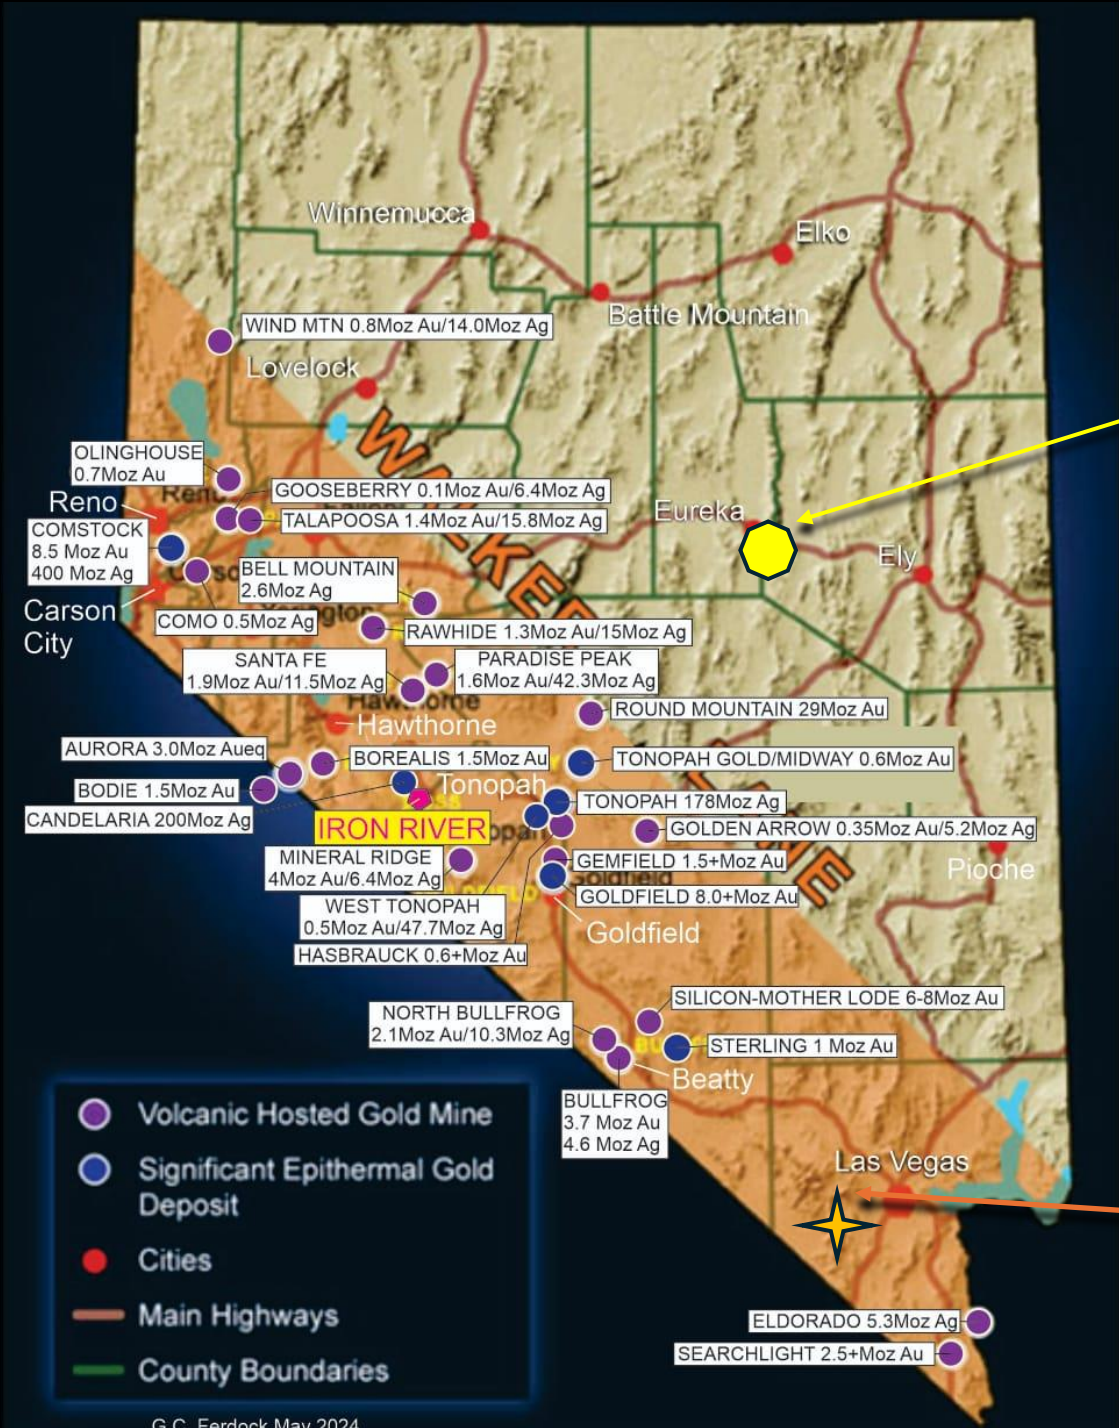 Winnemucca
Elko
Battle Mountain
WIND MTN 0.8Moz Au/14.0Moz Ag
Lovelock
WALKER
LANE
OLINGHOUSE
0.7Moz Au
Reno
GOOSEBERRY 0.1Moz Au/6.4Moz Ag
Reno
TALAPOOSA 1.4Moz Au/15.8Moz Ag
Eureka
COMSTOCK
8.5 Moz Au
400 Moz Ag
Ely
BELL MOUNTAIN
2.6Moz Ag
Carson
City
COMO 0.5Moz Ag
RAWHIDE 1.3Moz Au/15Moz Ag
SANTA FE
1.9Moz Au/11.5Moz Ag
PARADISE PEAK
1.6Moz Au/42.3Moz Ag
Hawthorne
Hawthorne
ROUND MOUNTAIN 29Moz Au
AURORA 3.0Moz Aueq
BOREALIS 1.5Moz Au
TONOPAH GOLD/MIDWAY 0.6Moz Au
BODIE 1.5Moz Au
Tonopah
CANDELARIA 200Moz Ag
TONOPAH 178Moz Ag
IRON RIVER
GOLDEN ARROW 0.35Moz Au/5.2Moz Ag
MINERAL RIDGE
4Moz Au/6.4Moz Ag
GEMFIELD 1.5+Moz Au
Pioche
Goldfield
GOLDFIELD 8.0+Moz Au
WEST TONOPAH
0.5Moz Au/47.7Moz Ag
Goldfield
HASBRAUCK 0.6+Moz Au
SILICON-MOTHER LODE 6-8Moz Au
NORTH BULLFROG
2.1Moz Au/10.3Moz Ag
STERLING 1 Moz Au
Beatty
BULLFROG
3.7 Moz Au
4.6 Moz Ag
Las Vegas
ELDORADO 5.3Moz Ag
SEARCHLIGHT 2.5+Moz Au
Volcanic Hosted Gold Mine
Significant Epithermal Gold
Deposit
Cities
Main Highways
County Boundaries
G.C. Ferdock May 2024